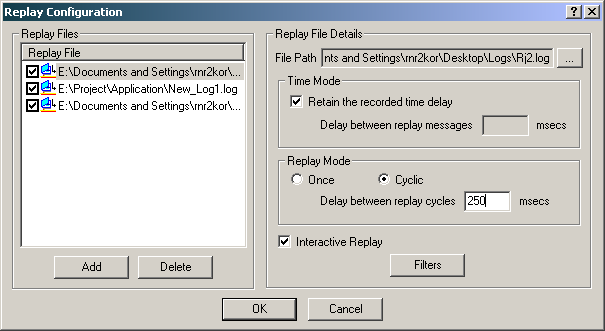 Replay Configuration
Replay Files
Replay File
E:\Documents and Settings\rnr2kor\...
E:\Project\Application\New_Log1.log
E:\Documents and Settings\rnr2kor\...
Add
Delete
Replay File Details
File Path nts and Settings\rnr2kor\Desktop\Logs\Rj2.log ...
Time Mode
Retain the recorded time delay
Delay between replay messages msecs
Replay Mode
Once Cyclic
Delay between replay cycles 250 msecs
Interactive Replay
Filters
OK
Cancel